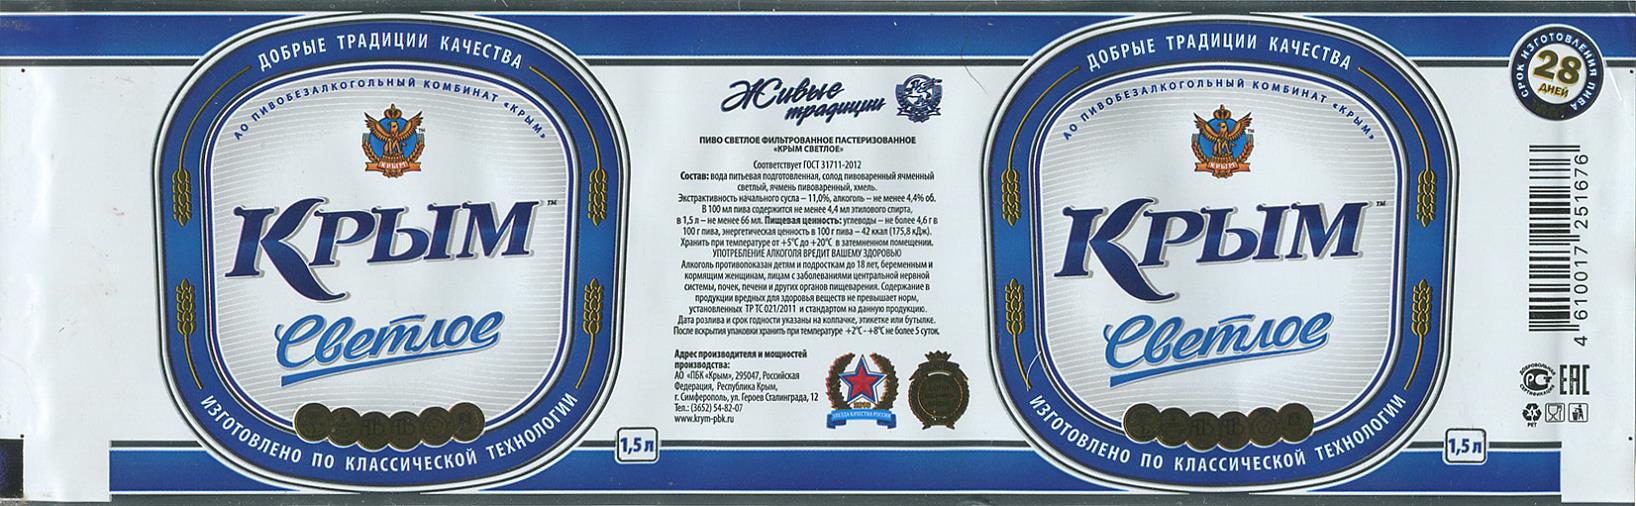 ДОБРЫЕ ТРАДИЦИИ КАЧЕСТВА
АО ПИВОБЕЗАЛКОГОЛЬНЫЙ КОМБИНАТ «КРЫМ»
КРЫМ
КРЫМ™
Светлое
ИЗГОТОВЛЕНО ПО КЛАССИЧЕСКОЙ ТЕХНОЛОГИИ
1,5 л
Живые
традиции
ПИВО СВЕТЛОЕ ФИЛЬТРОВАННОЕ ПАСТЕРИЗОВАННОЕ
«КРЫМ СВЕТЛОЕ»
Соответствует ГОСТ 31711-2012
Состав: вода питьевая подготовленная, солод пивоваренный ячменный
светлый, ячмень пивоваренный, хмель.
Экстрактивность начального сусла – 11,0%, алкоголь – не менее 4,4% об.
В 100 мл пива содержится не менее 4,4 мл этилового спирта,
в 1,5 л – не менее 66 мл. Пищевая ценность: углеводы – не более 4,6 г в
100 г пива, энергетическая ценность в 100 г пива – 42 ккал (175,8 кДж).
Хранить при температуре от +5°С до +20°С в затемненном помещении.
УПОТРЕБЛЕНИЕ АЛКОГОЛЯ ВРЕДИТ ВАШЕМУ ЗДОРОВЬЮ
Алкоголь противопоказан детям и подросткам до 18 лет, беременным и
кормящим женщинам, лицам с заболеваниями центральной нервной
системы, почек, печени и других органов пищеварения. Содержание в
продукции вредных для здоровья веществ не превышает норм,
установленных ТР ТС 021/2011 и стандартом на данную продукцию.
Дата розлива и срок годности указаны на колпачке, этикетке или бутылке.
После вскрытия упаковки хранить при температуре +2°С - +8°С не более 5 суток.
Адрес производителя и мощностей
производства:
АО «ПБК «Крым», 295047, Российская
Федерация, Республика Крым,
г. Симферополь, ул. Героев Сталинграда, 12
Тел.: (3652) 54-82-07
www.krym-pbk.ru
ЗВЕЗДА КАЧЕСТВА РОССИИ
ДОБРЫЕ ТРАДИЦИИ КАЧЕСТВА
АО ПИВОБЕЗАЛКОГОЛЬНЫЙ КОМБИНАТ «КРЫМ»
КРЫМ
КРЫМ™
Светлое
ИЗГОТОВЛЕНО ПО КЛАССИЧЕСКОЙ ТЕХНОЛОГИИ
1,5 л
СРОК ИЗГОТОВЛЕНИЯ ПИВА
28
ДНЕЙ
4 610017 251676
ДОБРОВОЛЬНАЯ
СЕРТИФИКАЦИЯ
EAC
PET